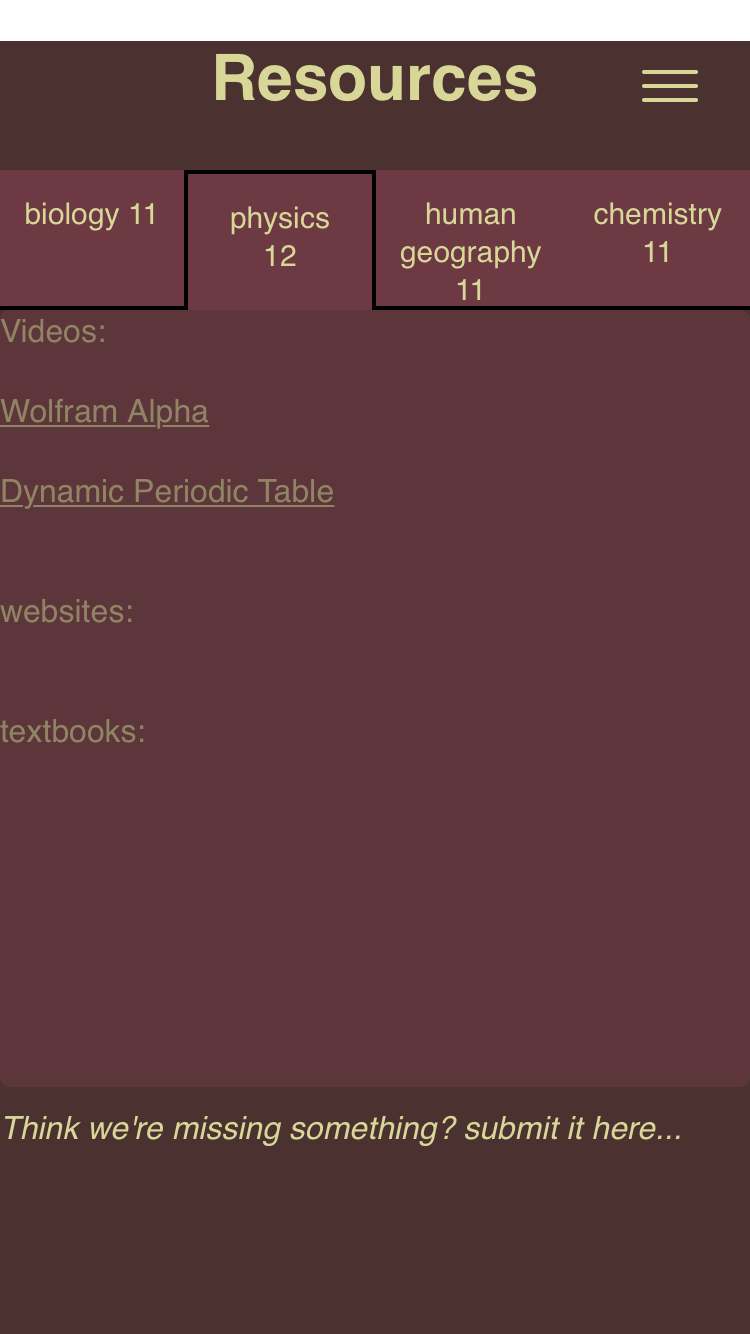 Resources
biology 11
physics
12
human
geography
11
chemistry
11
Videos:
Wolfram Alpha
Dynamic Periodic Table
websites:
textbooks:
Think we're missing something? submit it here...